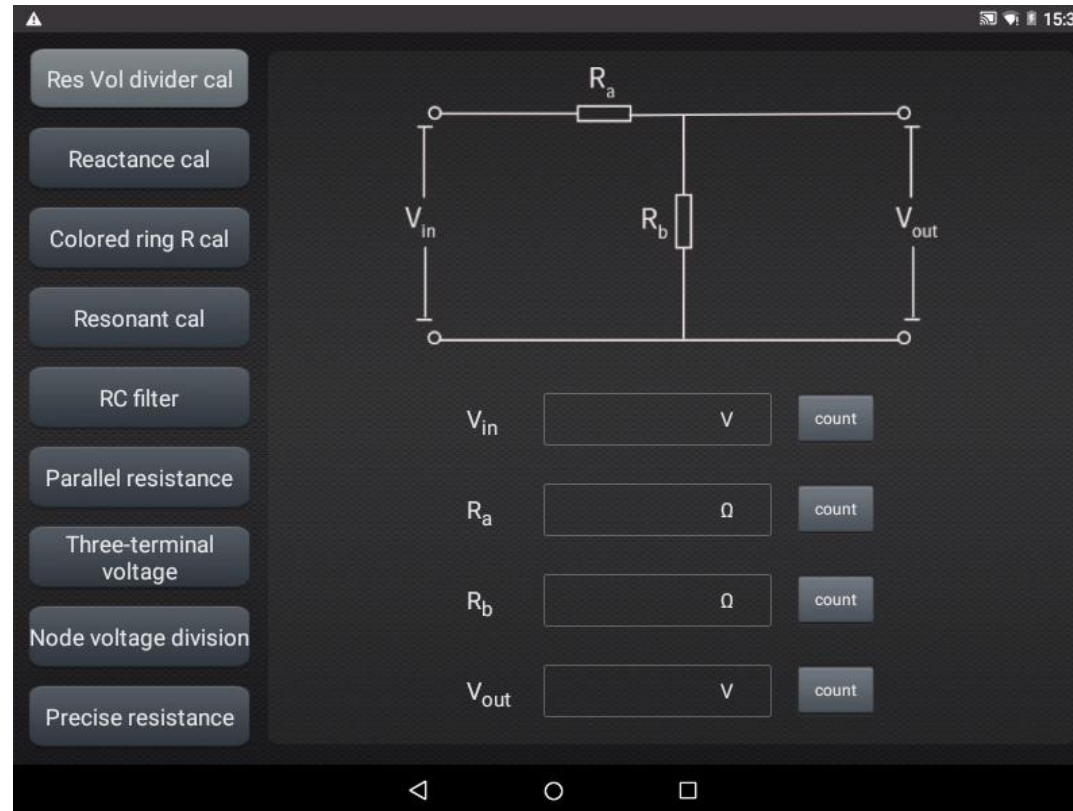 15:3
Res Vol divider cal
Reactance cal
Colored ring R cal
Resonant cal
RC filter
Parallel resistance
Three-terminal
voltage
Node voltage division
Precise resistance
Ra
Vin
Rb
Vout
Vin V count
Ra Ω count
Rb Ω count
Vout V count